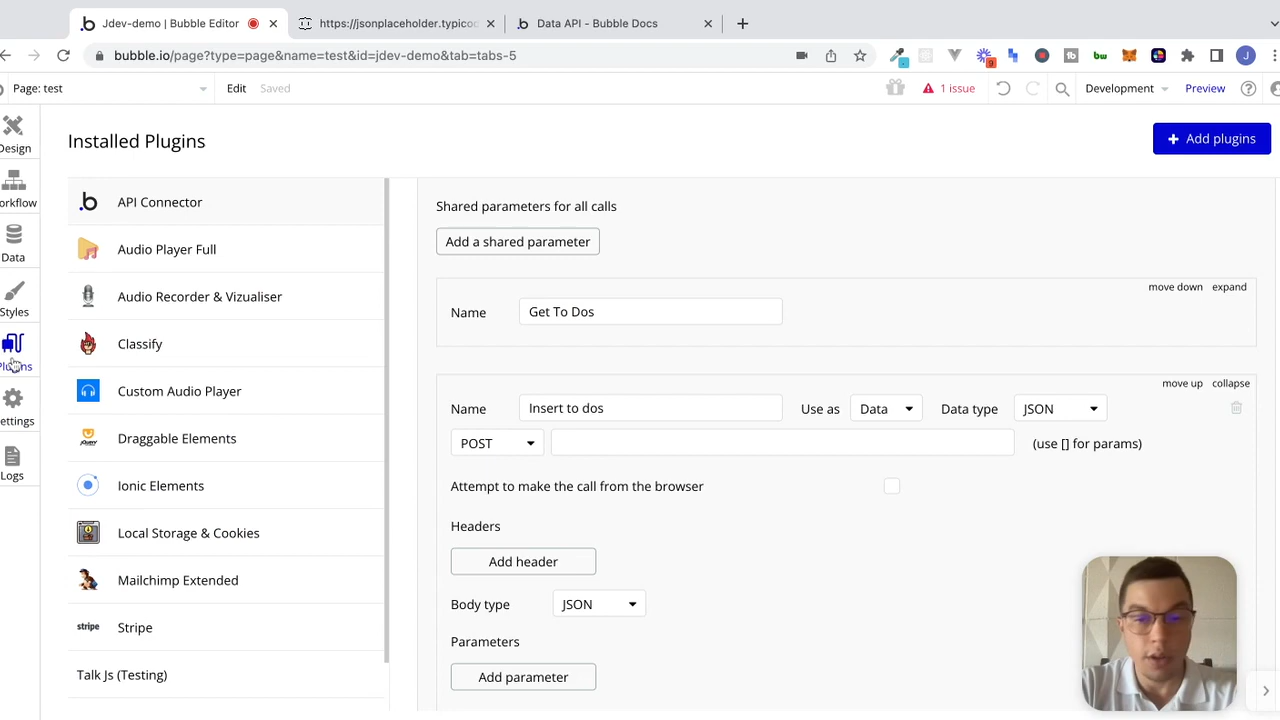 Jdev-demo | Bubble Editor
https://jsonplaceholder.typicod
Data API - Bubble Docs
bubble.io/page?type=page&name=test&id=jdev-demo&tab=tabs-5
Page: test
Edit
Saved
1 issue
Development
Preview
Design
orkflow
Data
Styles
Plugins
ettings
Logs
Installed Plugins
Add plugins
API Connector
Audio Player Full
Audio Recorder & Vizualiser
Classify
Custom Audio Player
Draggable Elements
Ionic Elements
Local Storage & Cookies
Mailchimp Extended
stripe Stripe
Talk Js (Testing)
Shared parameters for all calls
Add a shared parameter
move down expand
Name Get To Dos
move up collapse
Name Insert to dos Use as Data Data type JSON
POST (use [] for params)
Attempt to make the call from the browser
Headers
Add header
Body type JSON
Parameters
Add parameter